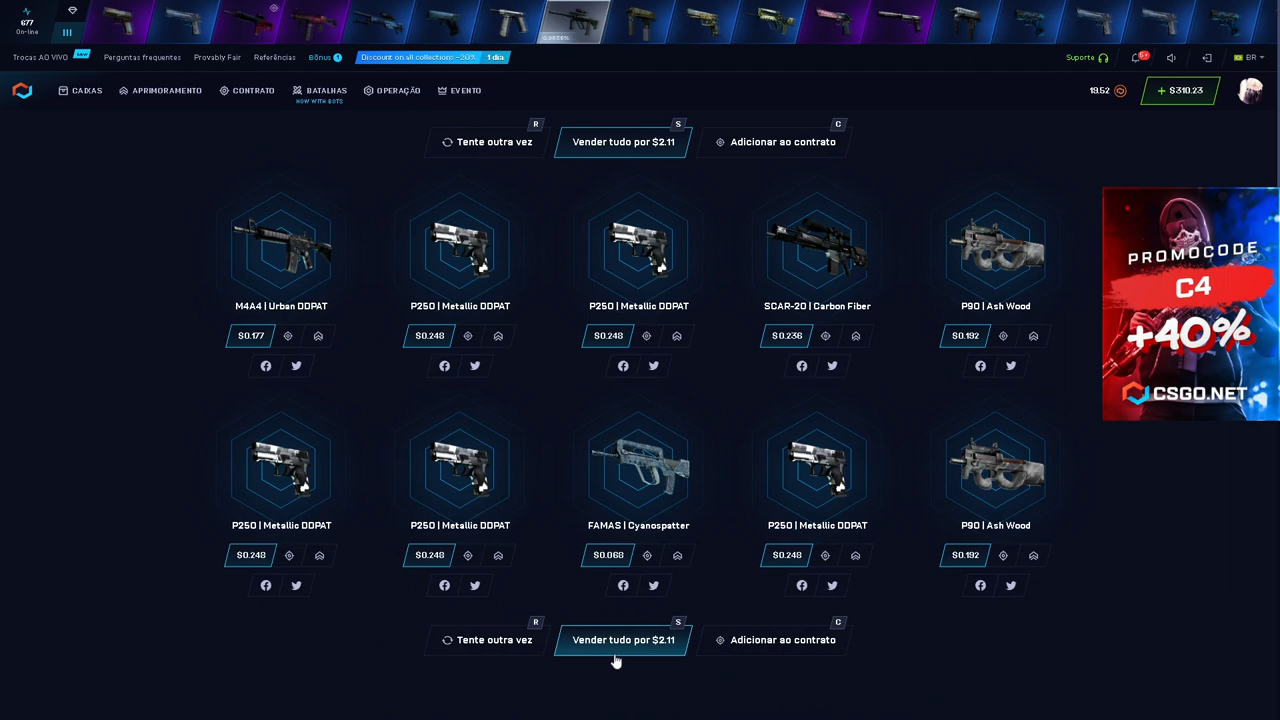 677
On-line
Trocas AO VIVO
Perguntas frequentes
Provably Fair
Referências
Bônus 1
Discount on all collections -20% 1 dia
Suporte
5+
BR
CAIXAS
APRIMORAMENTO
CONTRATO
BATALHAS
NOW WITH BOTS
OPERAÇÃO
EVENTO
19.52
+ $310.23
R
Tente outra vez
S
Vender tudo por $2.11
C
Adicionar ao contrato
M4A4 | Urban DDPAT
P250 | Metallic DDPAT
P250 | Metallic DDPAT
SCAR-20 | Carbon Fiber
P90 | Ash Wood
$0.177
$0.248
$0.248
$0.236
$0.192
PROMOCODE
C4
+40%
CSGO.NET
P250 | Metallic DDPAT
P250 | Metallic DDPAT
FAMAS | Cyanospatter
P250 | Metallic DDPAT
P90 | Ash Wood
$0.248
$0.248
$0.068
$0.248
$0.192
R
Tente outra vez
S
Vender tudo por $2.11
C
Adicionar ao contrato